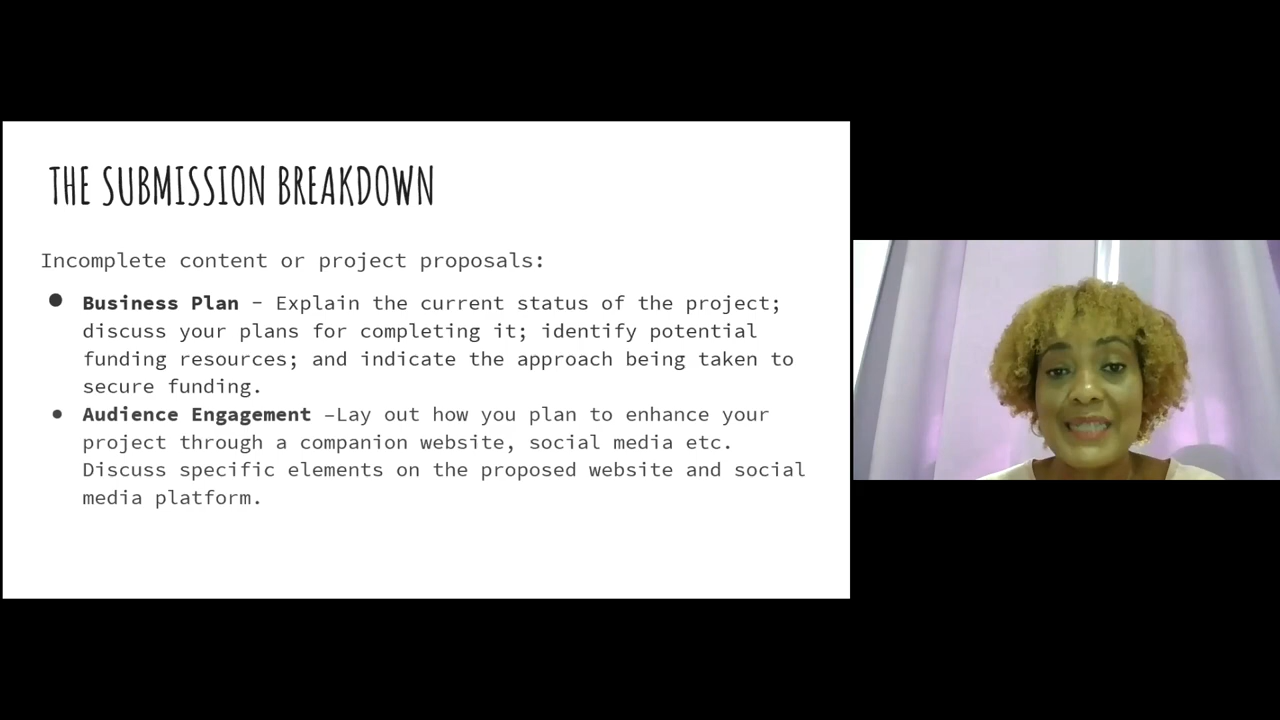 THE SUBMISSION BREAKDOWN
Incomplete content or project proposals:
● Business Plan - Explain the current status of the project;
discuss your plans for completing it; identify potential
funding resources; and indicate the approach being taken to
secure funding.
● Audience Engagement –Lay out how you plan to enhance your
project through a companion website, social media etc.
Discuss specific elements on the proposed website and social
media platform.